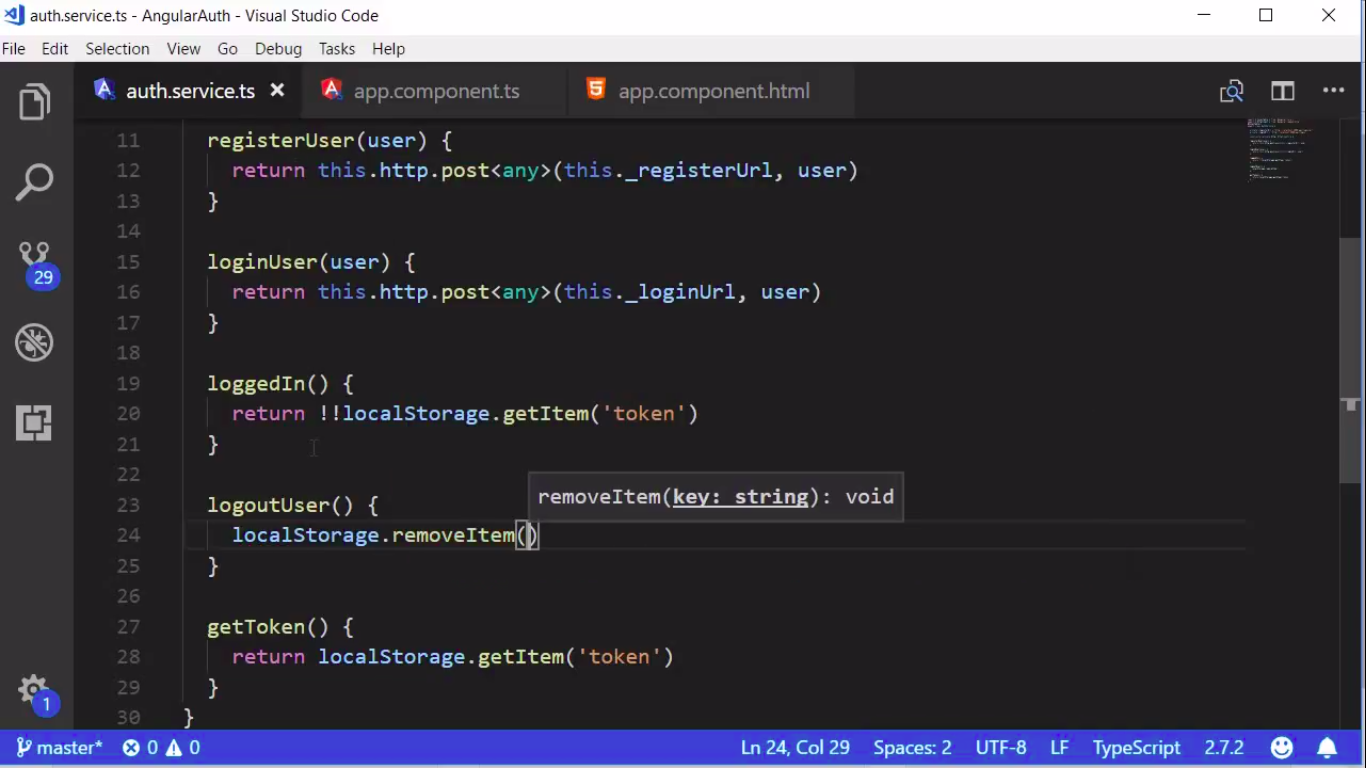 auth.service.ts - AngularAuth - Visual Studio Code
File Edit Selection View Go Debug Tasks Help
auth.service.ts app.component.ts app.component.html
11 registerUser(user) {
12 return this.http.post<any>(this._registerUrl, user)
13 }
14
15 loginUser(user) {
16 return this.http.post<any>(this._loginUrl, user)
17 }
18
19 loggedIn() {
20 return !!localStorage.getItem('token')
21 }
22
removeItem(key: string): void
23 logoutUser() {
24 localStorage.removeItem()
25 }
26
27 getToken() {
28 return localStorage.getItem('token')
29 }
30 }
29
1
master* 0 0 Ln 24, Col 29 Spaces: 2 UTF-8 LF TypeScript 2.7.2